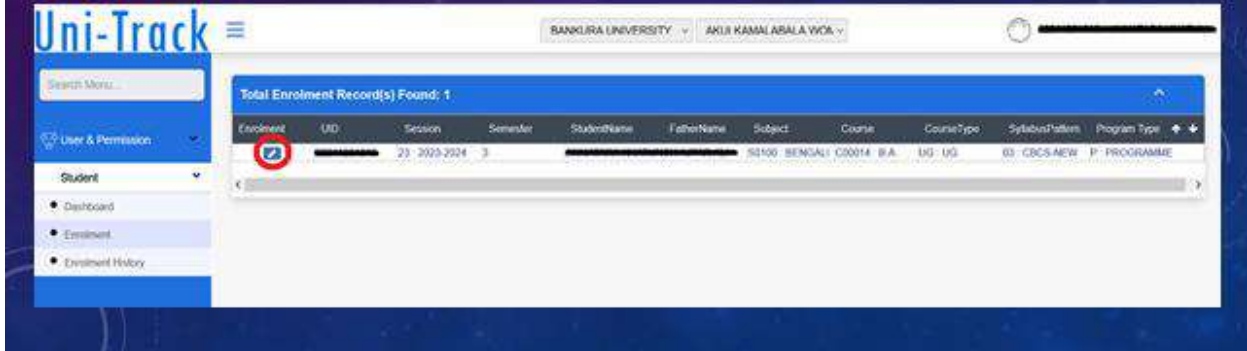 Uni-Track
BANKURA UNIVERSITY
AKUI KAMALABALA WOM
Search Menu...
Total Enrolment Record(s) Found: 1
User & Permission
Enrolment UID Session Semester StudentName FatherName Subject Course CourseType SyllabusPattern Program Type
23 : 2023-2024 3 S0100 : BENGALI C00014 : B.A. UG : UG 03 : CBCS-NEW P : PROGRAMME
Student
Dashboard
Enrolment
Enrolment History